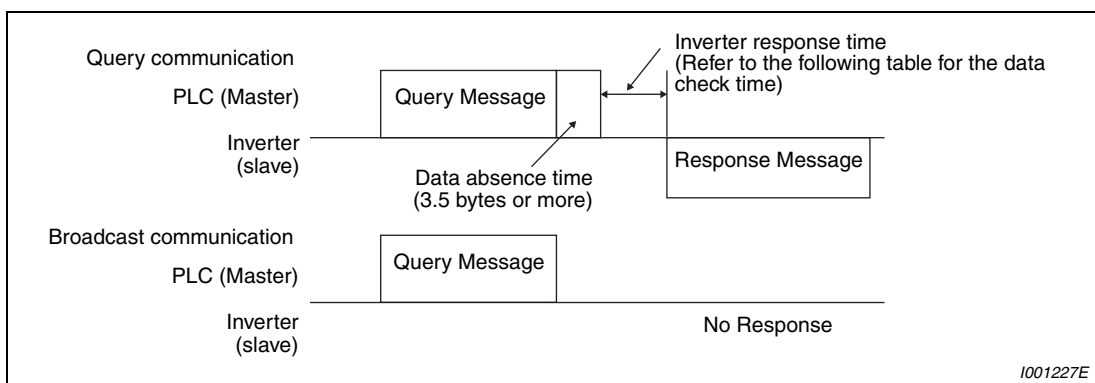 Query communication
PLC (Master)
Inverter
(slave)
Query Message
Inverter response time
(Refer to the following table for the data
check time)
Data absence time
(3.5 bytes or more)
Response Message
Broadcast communication
PLC (Master)
Inverter
(slave)
Query Message
No Response
I001227E